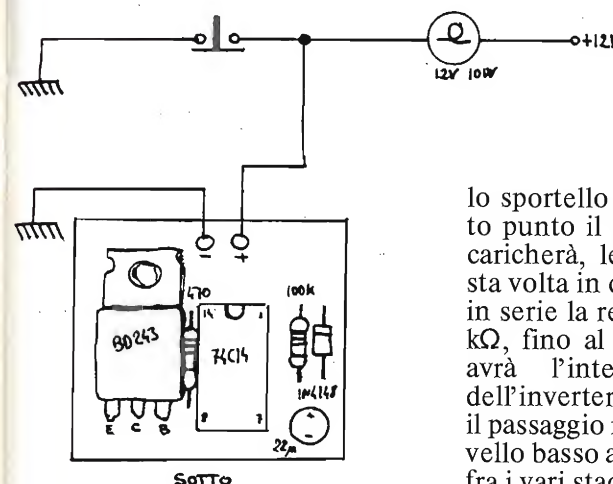 +12V
12V 10W
- +
470
100K
BD243
14 1
74C14
1N4148
8 7
E C B
22µ
+
-
SOTTO
lo sportello
to punto il
caricherà, le
sta volta in
in serie la re
kΩ, fino al
avrà l'inte
dell'inverter
il passaggio
vello basso a
fra i vari stad